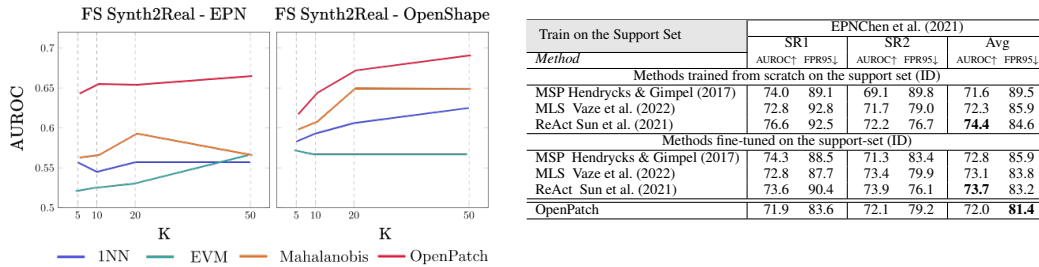 FS Synth2Real - EPN
FS Synth2Real - OpenShape
AUROC
0.7
0.65
0.6
0.55
0.5
5 10 20 50
5 10 20 50
K
K
1NN EVM Mahalanobis OpenPatch
Train on the Support Set
EPNChen et al. (2021)
SR1 SR2 Avg
Method AUROC↑ FPR95↓ AUROC↑ FPR95↓ AUROC↑ FPR95↓
Methods trained from scratch on the support set (ID)
MSP Hendrycks & Gimpel (2017) 74.0 89.1 69.1 89.8 71.6 89.5
MLS Vaze et al. (2022) 72.8 92.8 71.7 79.0 72.3 85.9
ReAct Sun et al. (2021) 76.6 92.5 72.2 76.7 74.4 84.6
Methods fine-tuned on the support-set (ID)
MSP Hendrycks & Gimpel (2017) 74.3 88.5 71.3 83.4 72.8 85.9
MLS Vaze et al. (2022) 72.8 87.7 73.4 79.9 73.1 83.8
ReAct Sun et al. (2021) 73.6 90.4 73.9 76.1 73.7 83.2
OpenPatch 71.9 83.6 72.1 79.2 72.0 81.4